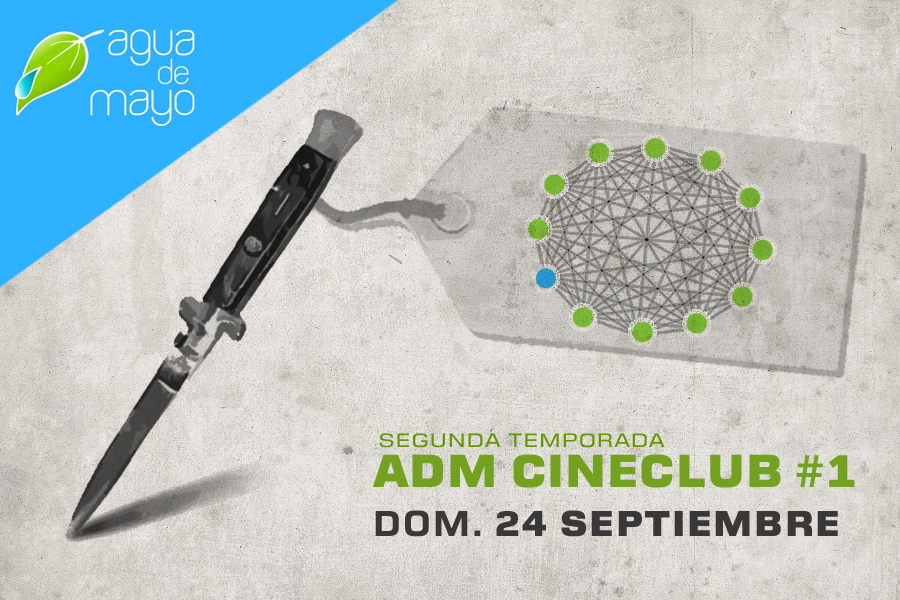 agua
de
mayo
SEGUNDA TEMPORADA
ADM CINECLUB #1
DOM. 24 SEPTIEMBRE